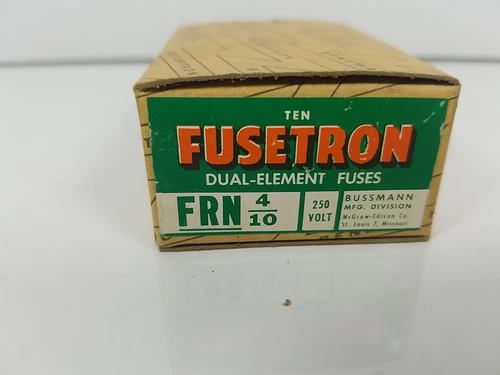 TEN
FUSETRON
DUAL-ELEMENT FUSES
FRN 4/10
250
VOLT
BUSSMANN
MFG. DIVISION
McGraw-Edison Co.
St. Louis 7, Missouri